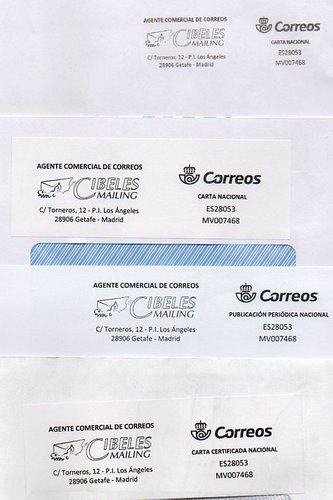 AGENTE COMERCIAL DE CORREOS
CIBELES
MAILING
C/ Torneros, 12 - P.I. Los Ángeles
28906 Getafe - Madrid
Correos
CARTA NACIONAL
ES28053
MV007468
AGENTE COMERCIAL DE CORREOS
CIBELES
MAILING
C/ Torneros, 12 - P.I. Los Ángeles
28906 Getafe - Madrid
Correos
CARTA NACIONAL
ES28053
MV007468
AGENTE COMERCIAL DE CORREOS
CIBELES
MAILING
C/ Torneros, 12 - P.I. Los Ángeles
28906 Getafe - Madrid
Correos
PUBLICACIÓN PERIÓDICA NACIONAL
ES28053
MV007468
AGENTE COMERCIAL DE CORREOS
CIBELES
MAILING
C/ Torneros, 12 - P.I. Los Ángeles
28906 Getafe - Madrid
Correos
CARTA CERTIFICADA NACIONAL
ES28053
MV007468